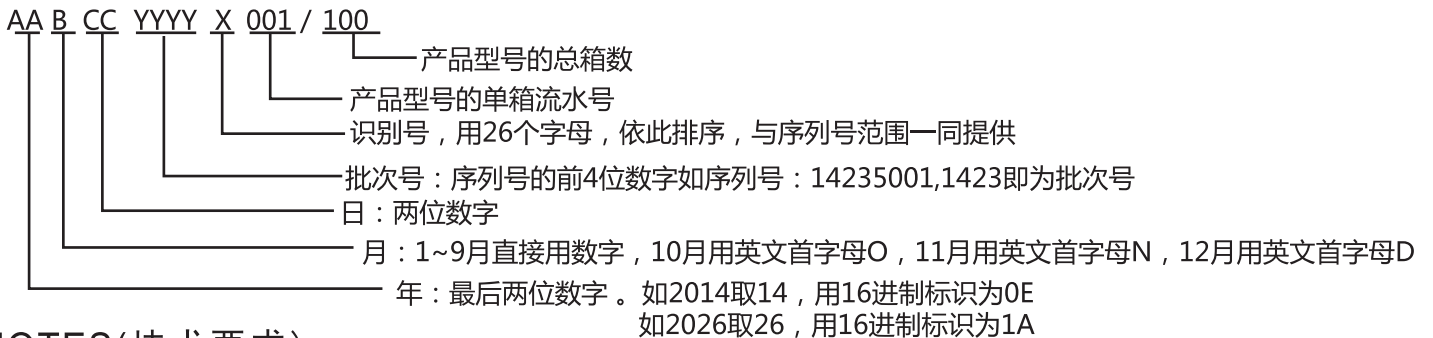 AA B CC YYYY X 001 / 100
产品型号的总箱数
产品型号的单箱流水号
识别号，用26个字母，依此排序，与序列号范围一同提供
批次号：序列号的前4位数字如序列号：14235001,1423即为批次号
日：两位数字
月：1~9月直接用数字，10月用英文首字母O，11月用英文首字母N，12月用英文首字母D
年：最后两位数字 。如2014取14，用16进制标识为0E
如2026取26，用16进制标识为1A